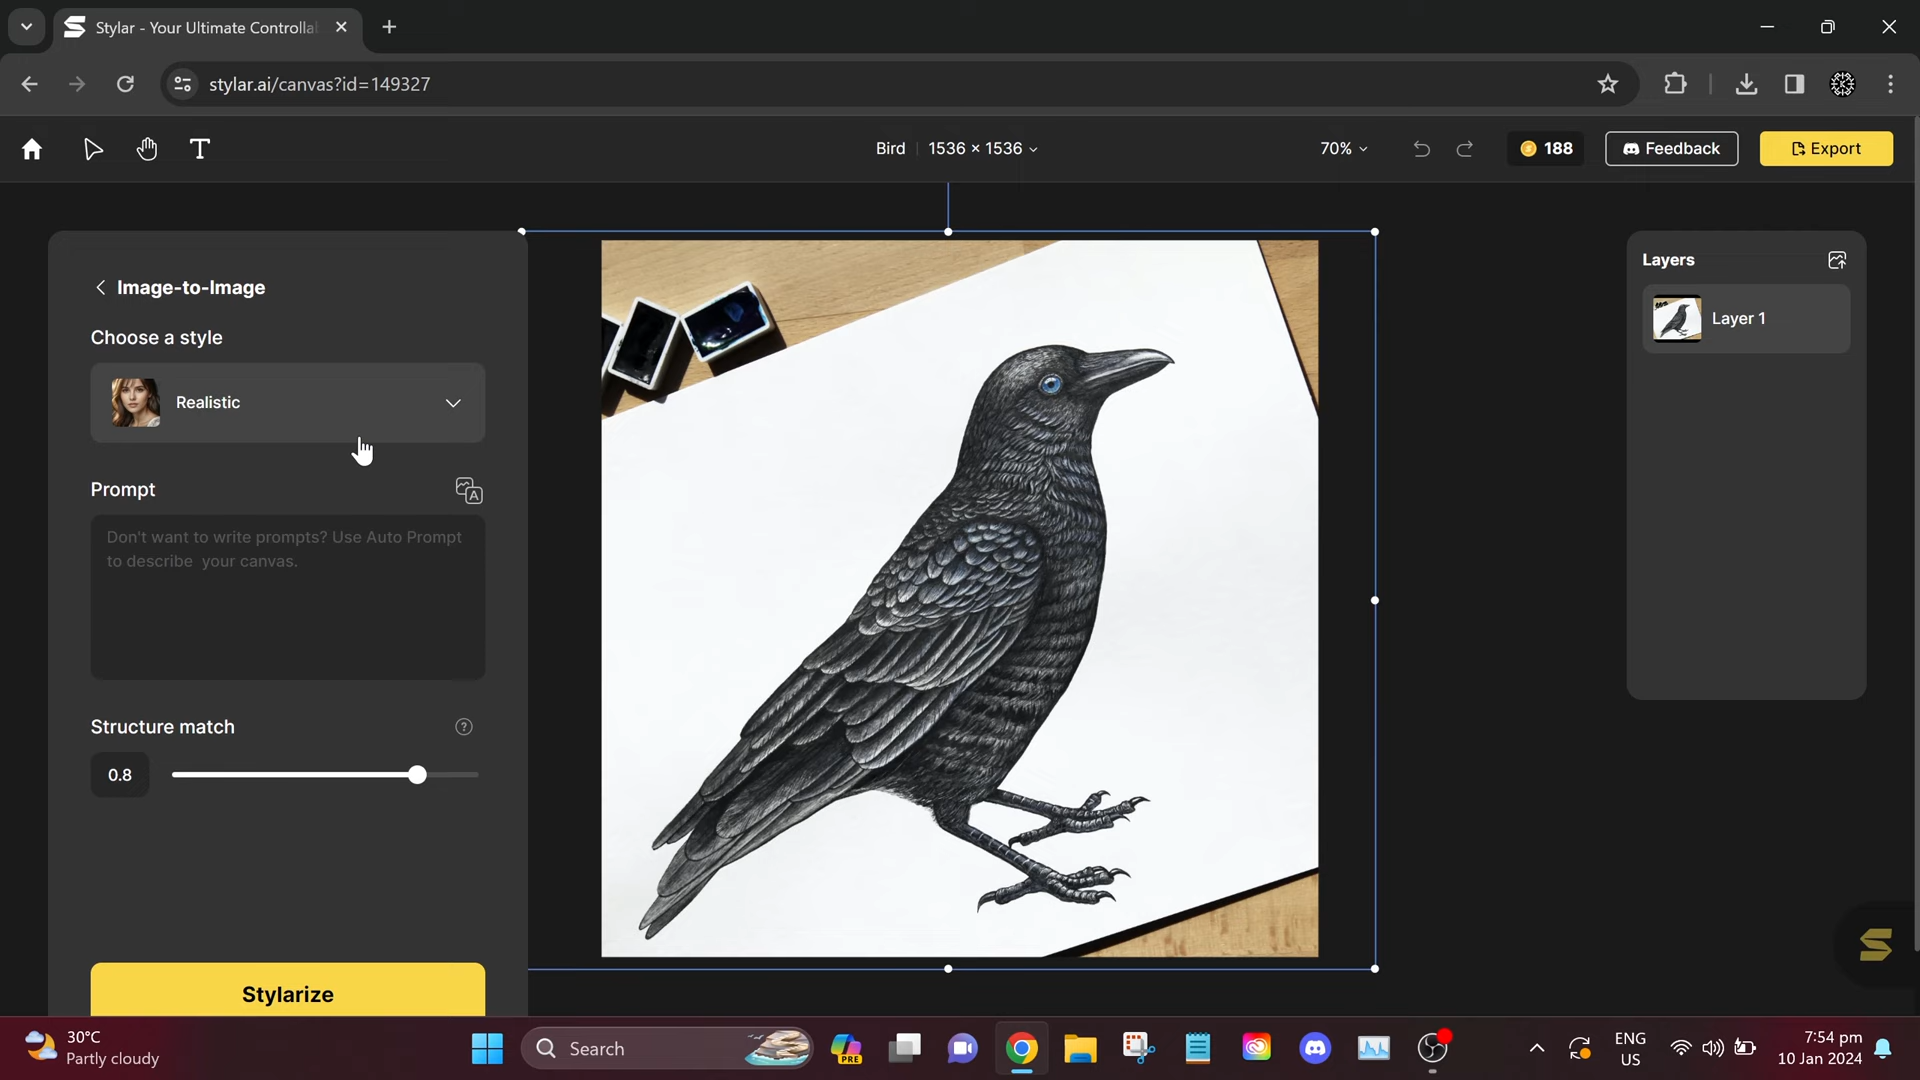 Stylar - Your Ultimate Controlla
stylar.ai/canvas?id=149327
Bird
1536 × 1536
70%
188
Feedback
Export
Image-to-Image
Choose a style
Realistic
Prompt
A
Don't want to write prompts? Use Auto Prompt
to describe your canvas.
Structure match
?
0.8
Stylarize
Layers
Layer 1
30°C
Partly cloudy
Search
PRE
ENG
US
7:54 pm
10 Jan 2024